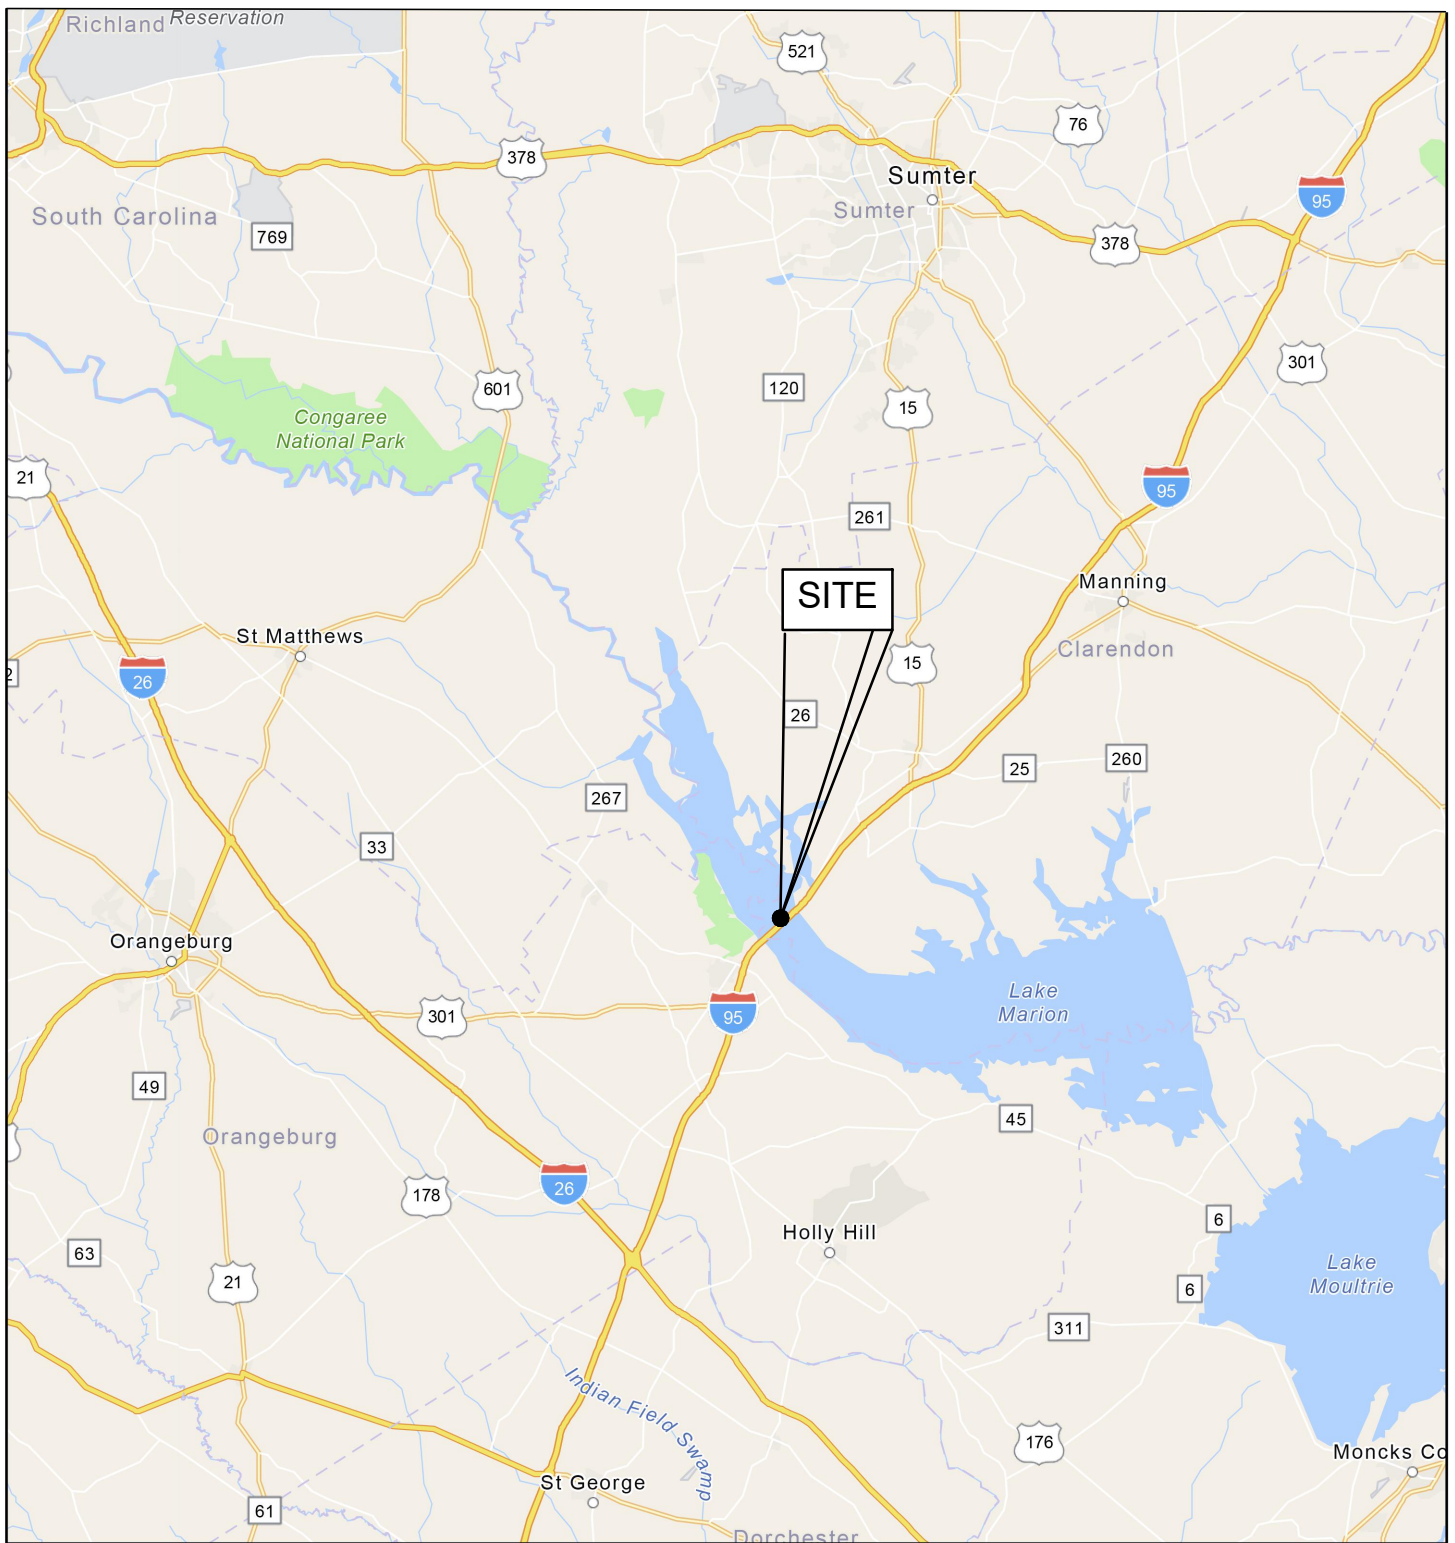 Richland
Reservation
521
76
378
Sumter
95
South Carolina
Sumter
769
378
301
601
120
15
Congaree
National Park
21
95
261
SITE
Manning
St Matthews
Clarendon
15
26
26
25
260
267
33
Orangeburg
Lake
Marion
301
95
49
45
Orangeburg
26
178
6
Holly Hill
63
Lake
Moultrie
21
6
311
Indian Field Swamp
176
Moncks Co
St George
61
Dorchester